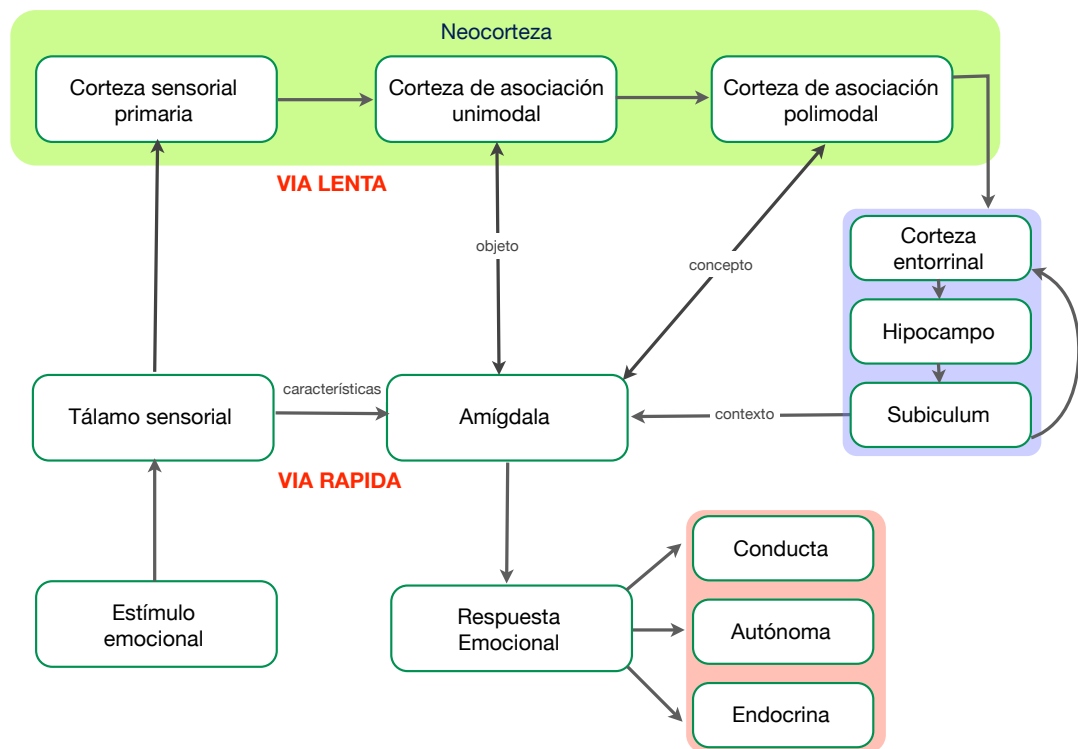 Neocorteza
Corteza sensorial
primaria
Corteza de asociación
unimodal
Corteza de asociación
polimodal
VIA LENTA
objeto
concepto
Corteza
entorrinal
Hipocampo
Subiculum
Tálamo sensorial
características
Amígdala
contexto
VIA RAPIDA
Estímulo
emocional
Respuesta
Emocional
Conducta
Autónoma
Endocrina